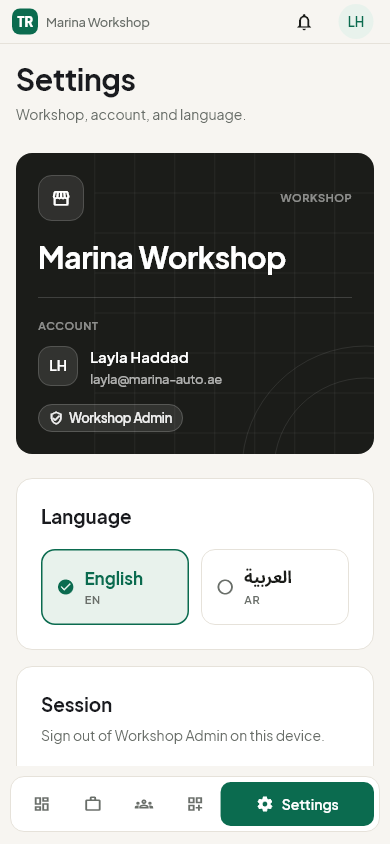 TR Marina Workshop LH
Settings
Workshop, account, and language.
WORKSHOP
Marina Workshop
ACCOUNT
LH
Layla Haddad
layla@marina-auto.ae
Workshop Admin
Language
English
EN
العربية
AR
Session
Sign out of Workshop Admin on this device.
Settings